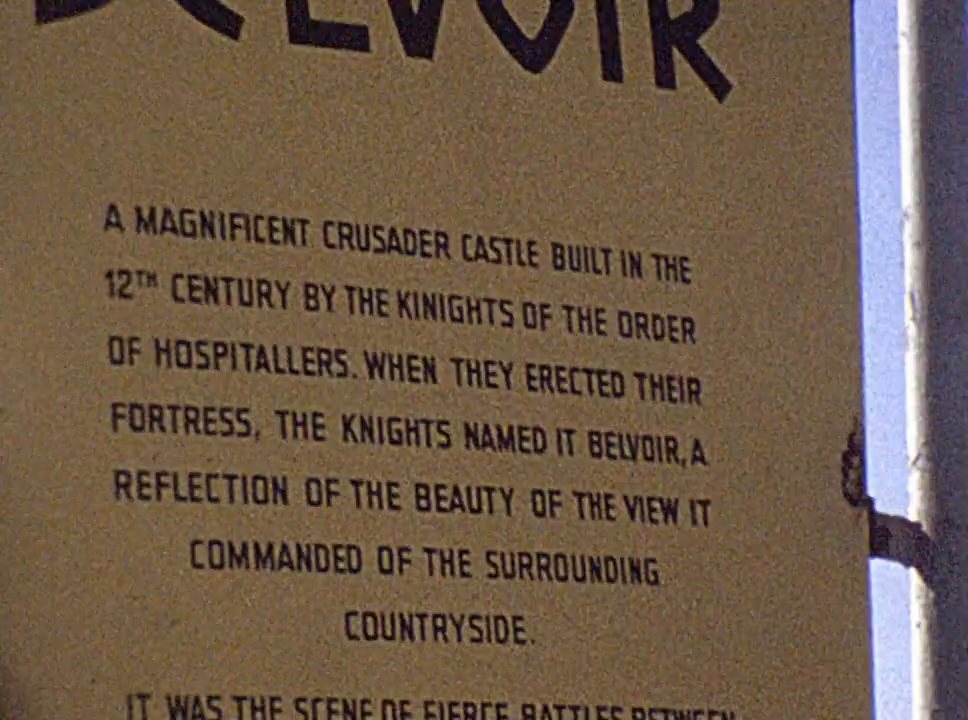 BELVOIR
A MAGNIFICENT CRUSADER CASTLE BUILT IN THE
12TH CENTURY BY THE KINIGHTS OF THE ORDER
OF HOSPITALLERS. WHEN THEY ERECTED THEIR
FORTRESS, THE KNIGHTS NAMED IT BELVOIR, A
REFLECTION OF THE BEAUTY OF THE VIEW IT
COMMANDED OF THE SURROUNDING
COUNTRYSIDE.
IT WAS THE SCENE OF FIERCE BATTLES BETWEEN